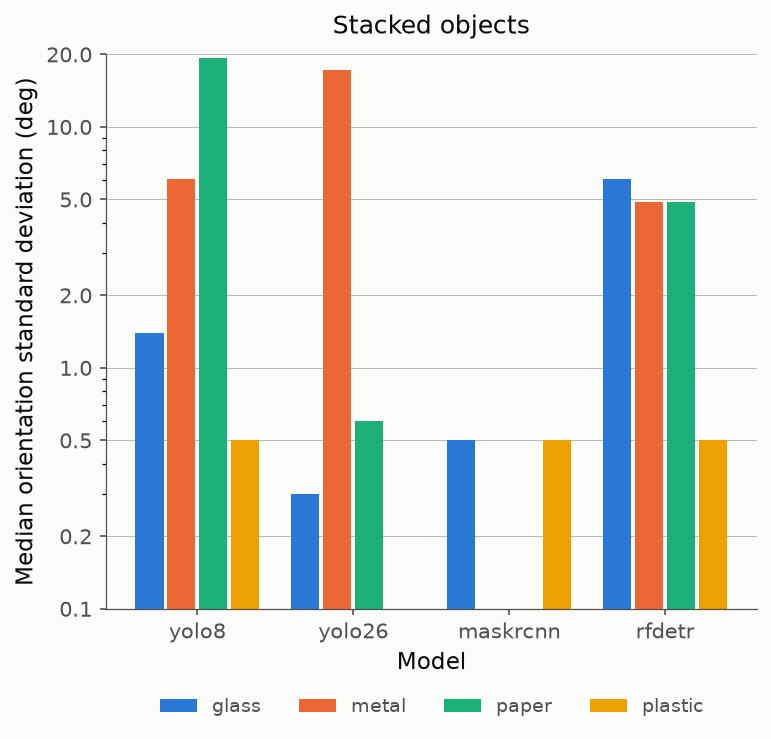 Stacked objects
Median orientation standard deviation (deg)
20.0
10.0
5.0
2.0
1.0
0.5
0.2
0.1
yolo8 yolo26 maskrcnn rfdetr
Model
glass metal paper plastic